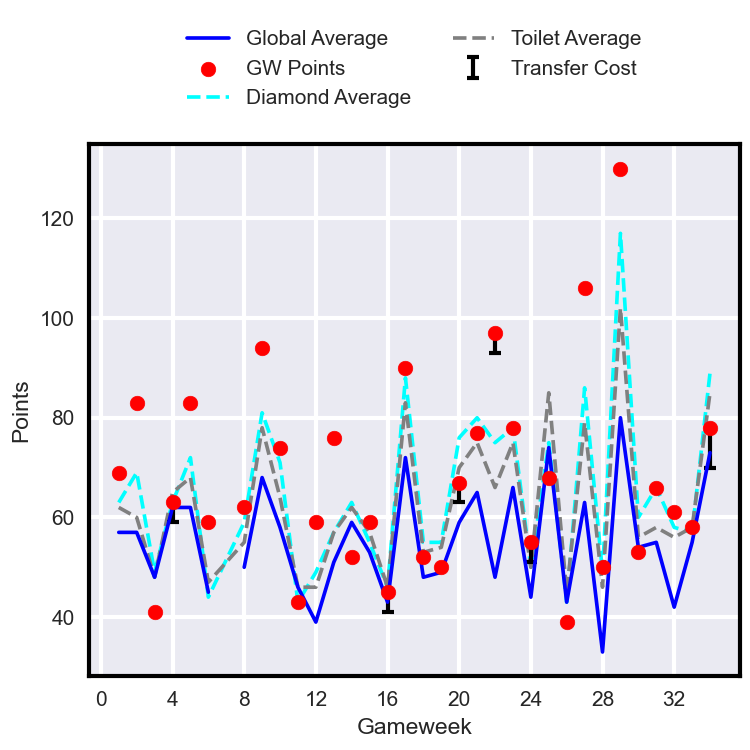 Global Average
GW Points
Diamond Average
Toilet Average
Transfer Cost
Points
120
100
80
60
40
0 4 8 12 16 20 24 28 32
Gameweek